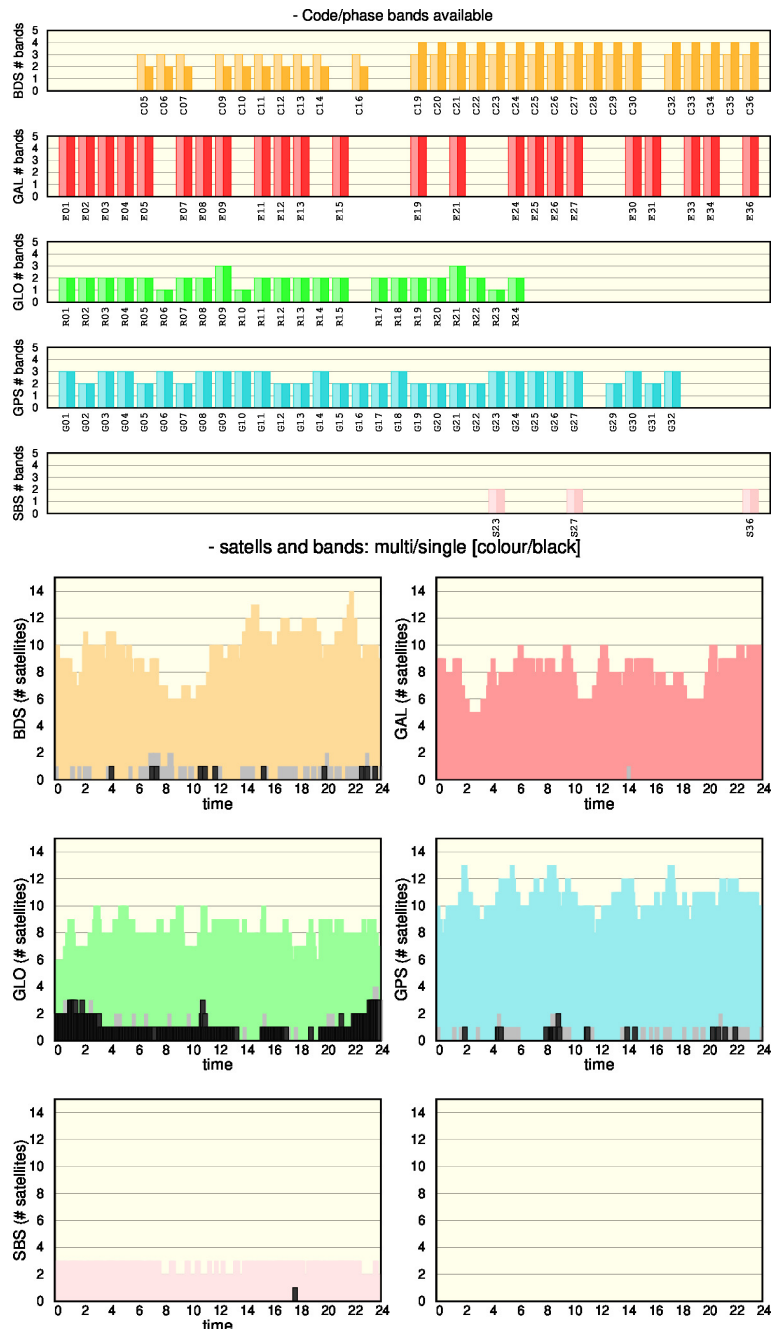 - Code/phase bands available
BDS # bands
5
4
3
2
1
0
C05 C06 C07 C09 C10 C11 C12 C13 C14 C16 C19 C20 C21 C22 C23 C24 C25 C26 C27 C28 C29 C30 C32 C33 C34 C35 C36
GAL # bands
5
4
3
2
1
0
E01 E02 E03 E04 E05 E07 E08 E09 E11 E12 E13 E15 E19 E21 E24 E25 E26 E27 E30 E31 E33 E34 E36
GLO # bands
5
4
3
2
1
0
R01 R02 R03 R04 R05 R06 R07 R08 R09 R10 R11 R12 R13 R14 R15 R17 R18 R19 R20 R21 R22 R23 R24
GPS # bands
5
4
3
2
1
0
G01 G02 G03 G04 G05 G06 G07 G08 G09 G10 G11 G12 G13 G14 G15 G16 G17 G18 G19 G20 G21 G22 G23 G24 G25 G26 G27 G29 G30 G31 G32
SBS # bands
5
4
3
2
1
0
S23 S27 S36
- satells and bands: multi/single [colour/black]
BDS (# satellites)
14
12
10
8
6
4
2
0
0 2 4 6 8 10 12 14 16 18 20 22 24
time
GAL (# satellites)
14
12
10
8
6
4
2
0
0 2 4 6 8 10 12 14 16 18 20 22 24
time
GLO (# satellites)
14
12
10
8
6
4
2
0
0 2 4 6 8 10 12 14 16 18 20 22 24
time
GPS (# satellites)
14
12
10
8
6
4
2
0
0 2 4 6 8 10 12 14 16 18 20 22 24
time
SBS (# satellites)
14
12
10
8
6
4
2
0
0 2 4 6 8 10 12 14 16 18 20 22 24
time
14
12
10
8
6
4
2
0
0 2 4 6 8 10 12 14 16 18 20 22 24